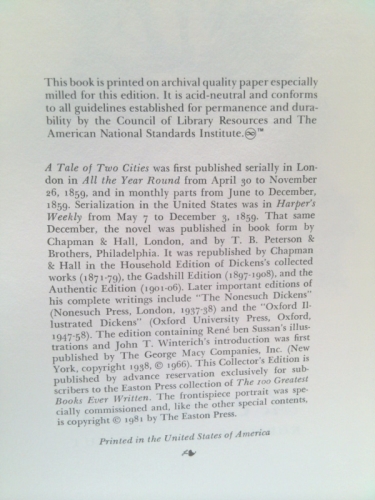 This book is printed on archival quality paper especially
milled for this edition. It is acid-neutral and conforms
to all guidelines established for permanence and dura-
bility by the Council of Library Resources and The
American National Standards Institute.♾™
A Tale of Two Cities was first published serially in Lon-
don in All the Year Round from April 30 to November
26, 1859, and in monthly parts from June to December,
1859. Serialization in the United States was in Harper's
Weekly from May 7 to December 3, 1859. That same
December, the novel was published in book form by
Chapman & Hall, London, and by T. B. Peterson &
Brothers, Philadelphia. It was republished by Chapman
& Hall in the Household Edition of Dickens's collected
works (1871-79), the Gadshill Edition (1897-1908), and the
Authentic Edition (1901-06). Later important editions of
his complete writings include "The Nonesuch Dickens"
(Nonesuch Press, London, 1937-38) and the "Oxford Il-
lustrated Dickens" (Oxford University Press, Oxford,
1947-58). The edition containing René ben Sussan's illus-
trations and John T. Winterich's introduction was first
published by The George Macy Companies, Inc. (New
York, copyright 1938, © 1966). This Collector's Edition is
published by advance reservation exclusively for sub-
scribers to the Easton Press collection of The 100 Greatest
Books Ever Written. The frontispiece portrait was spe-
cially commissioned and, like the other special contents,
is copyright © 1981 by The Easton Press.
Printed in the United States of America